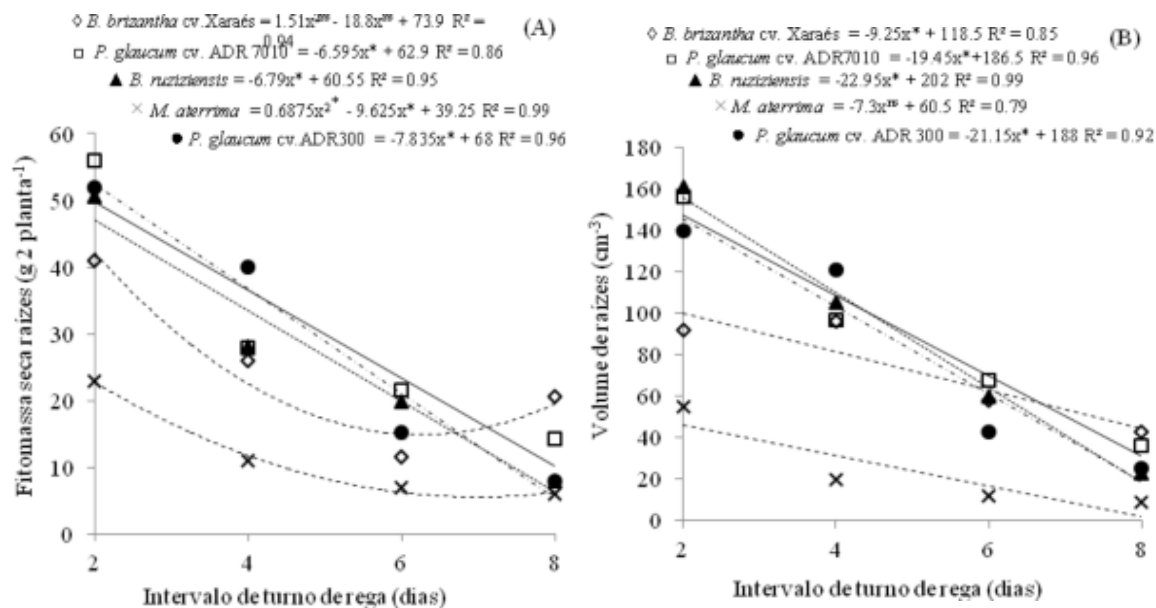 B. brizantha cv. Xaraés = 1.51x²ⁿˢ - 18.8xⁿˢ + 73.9 R² =
0.94
P. glaucum cv. ADR 7010 = -6.595x* + 62.9 R² = 0.86
B. ruziziensis = -6.79x* + 60.55 R² = 0.95
M. aterrima = 0.6875x²* - 9.625x* + 39.25 R² = 0.99
P. glaucum cv. ADR300 = -7.835x* + 68 R² = 0.96
(A)
60
50
40
30
20
10
0
Fitomassa seca raízes (g 2 planta⁻¹)
2 4 6 8
Intervalo de turno de rega (dias)
B. brizantha cv. Xaraés = -9.25x* + 118.5 R² = 0.85
P. glaucum cv. ADR7010 = -19.45x* +186.5 R² = 0.96
B. ruziziensis = -22.95x* + 202 R² = 0.99
M. aterrima = -7.3xⁿˢ + 60.5 R² = 0.79
P. glaucum cv. ADR 300 = -21.15x* + 188 R² = 0.92
(B)
180
160
140
120
100
80
60
40
20
0
Volume de raízes (cm⁻³)
2 4 6 8
Intervalo de turno de rega (dias)